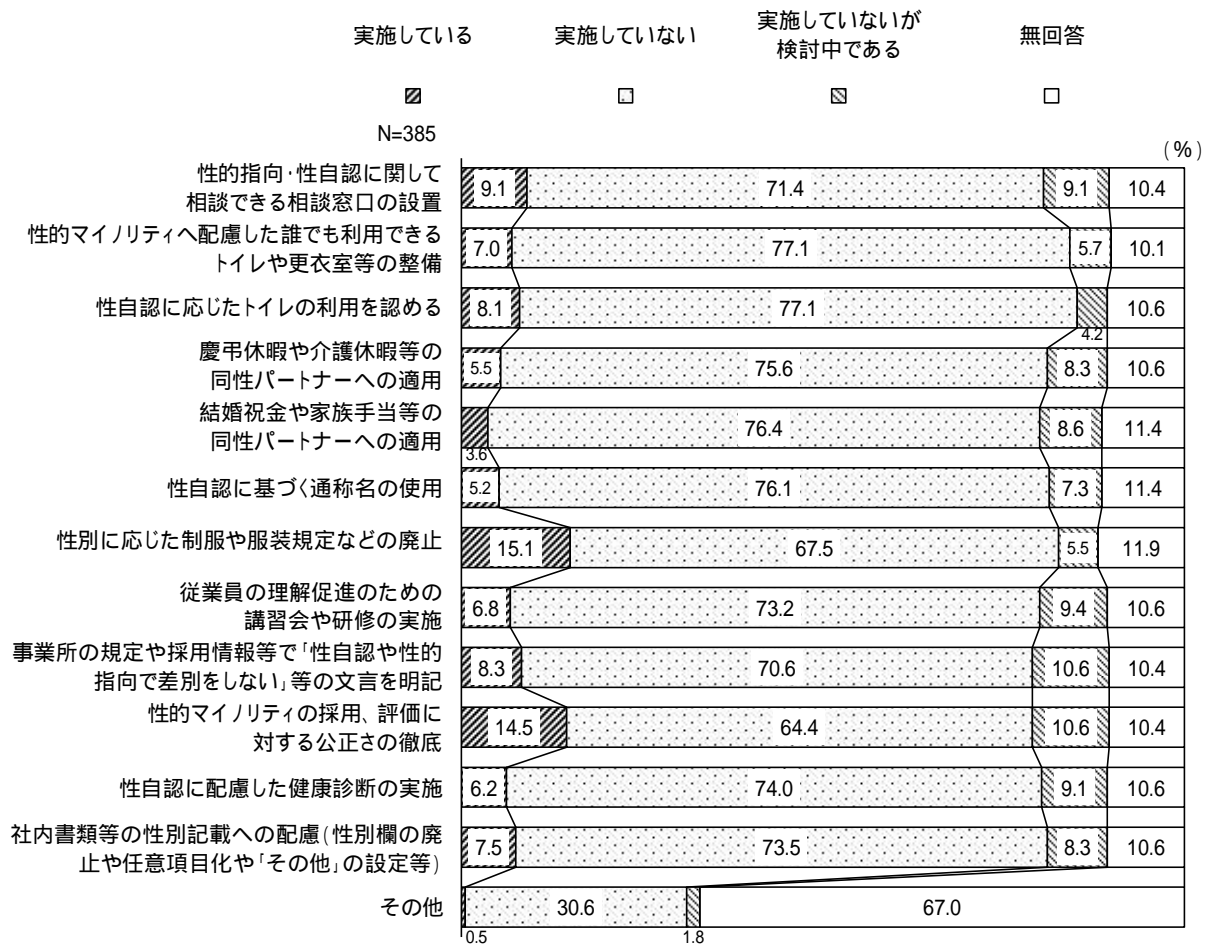 実施している 実施していない 実施していないが 無回答
検討中である
N=385
(%)
性的指向・性自認に関して
相談できる相談窓口の設置
9.1 71.4 9.1 10.4
性的マイノリティへ配慮した誰でも利用できる
トイレや更衣室等の整備
7.0 77.1 5.7 10.1
性自認に応じたトイレの利用を認める
8.1 77.1 4.2 10.6
慶弔休暇や介護休暇等の
同性パートナーへの適用
5.5 75.6 8.3 10.6
結婚祝金や家族手当等の
同性パートナーへの適用
3.6 76.4 8.6 11.4
性自認に基づく通称名の使用
5.2 76.1 7.3 11.4
性別に応じた制服や服装規定などの廃止
15.1 67.5 5.5 11.9
従業員の理解促進のための
講習会や研修の実施
6.8 73.2 9.4 10.6
事業所の規定や採用情報等で「性自認や性的
指向で差別をしない」等の文言を明記
8.3 70.6 10.6 10.4
性的マイノリティの採用、評価に
対する公正さの徹底
14.5 64.4 10.6 10.4
性自認に配慮した健康診断の実施
6.2 74.0 9.1 10.6
社内書類等の性別記載への配慮(性別欄の廃
止や任意項目化や「その他」の設定等)
7.5 73.5 8.3 10.6
その他
0.5 30.6 1.8 67.0